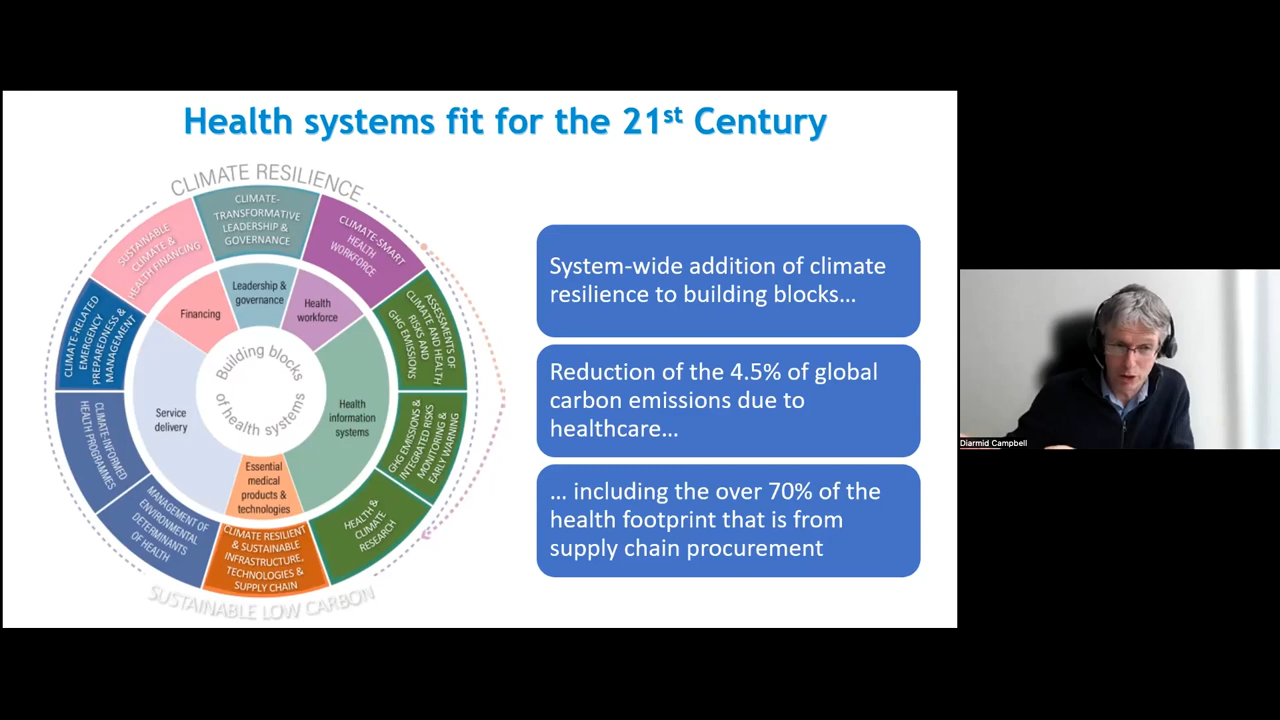 Health systems fit for the 21st Century
CLIMATE RESILIENCE
CLIMATE-
TRANSFORMATIVE
LEADERSHIP &
GOVERNANCE
CLIMATE-SMART
HEALTH
WORKFORCE
ASSESSMENTS OF
CLIMATE AND HEALTH
RISKS AND
GHG EMISSIONS
GHG EMISSIONS &
INTEGRATED RISKS
MONITORING &
EARLY WARNING
HEALTH &
CLIMATE
RESEARCH
CLIMATE RESILIENT
& SUSTAINABLE
INFRASTRUCTURE,
TECHNOLOGIES &
SUPPLY CHAIN
MANAGEMENT OF
ENVIRONMENTAL
DETERMINANTS
OF HEALTH
CLIMATE-INFORMED
HEALTH PROGRAMMES
CLIMATE-RELATED
EMERGENCY
PREPAREDNESS &
MANAGEMENT
SUSTAINABLE
CLIMATE &
HEALTH FINANCING
Leadership &
governance
Health
workforce
Health
information
systems
Essential
medical
products &
technologies
Service
delivery
Financing
Building blocks
of health systems
SUSTAINABLE LOW CARBON
System-wide addition of climate
resilience to building blocks...
Reduction of the 4.5% of global
carbon emissions due to
healthcare...
... including the over 70% of the
health footprint that is from
supply chain procurement
Diarmid Campbell